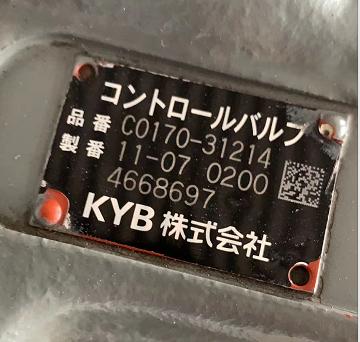 コントロールバルブ
品番 C0170-31214
製番 11-07 0200
4668697
KYB 株式会社